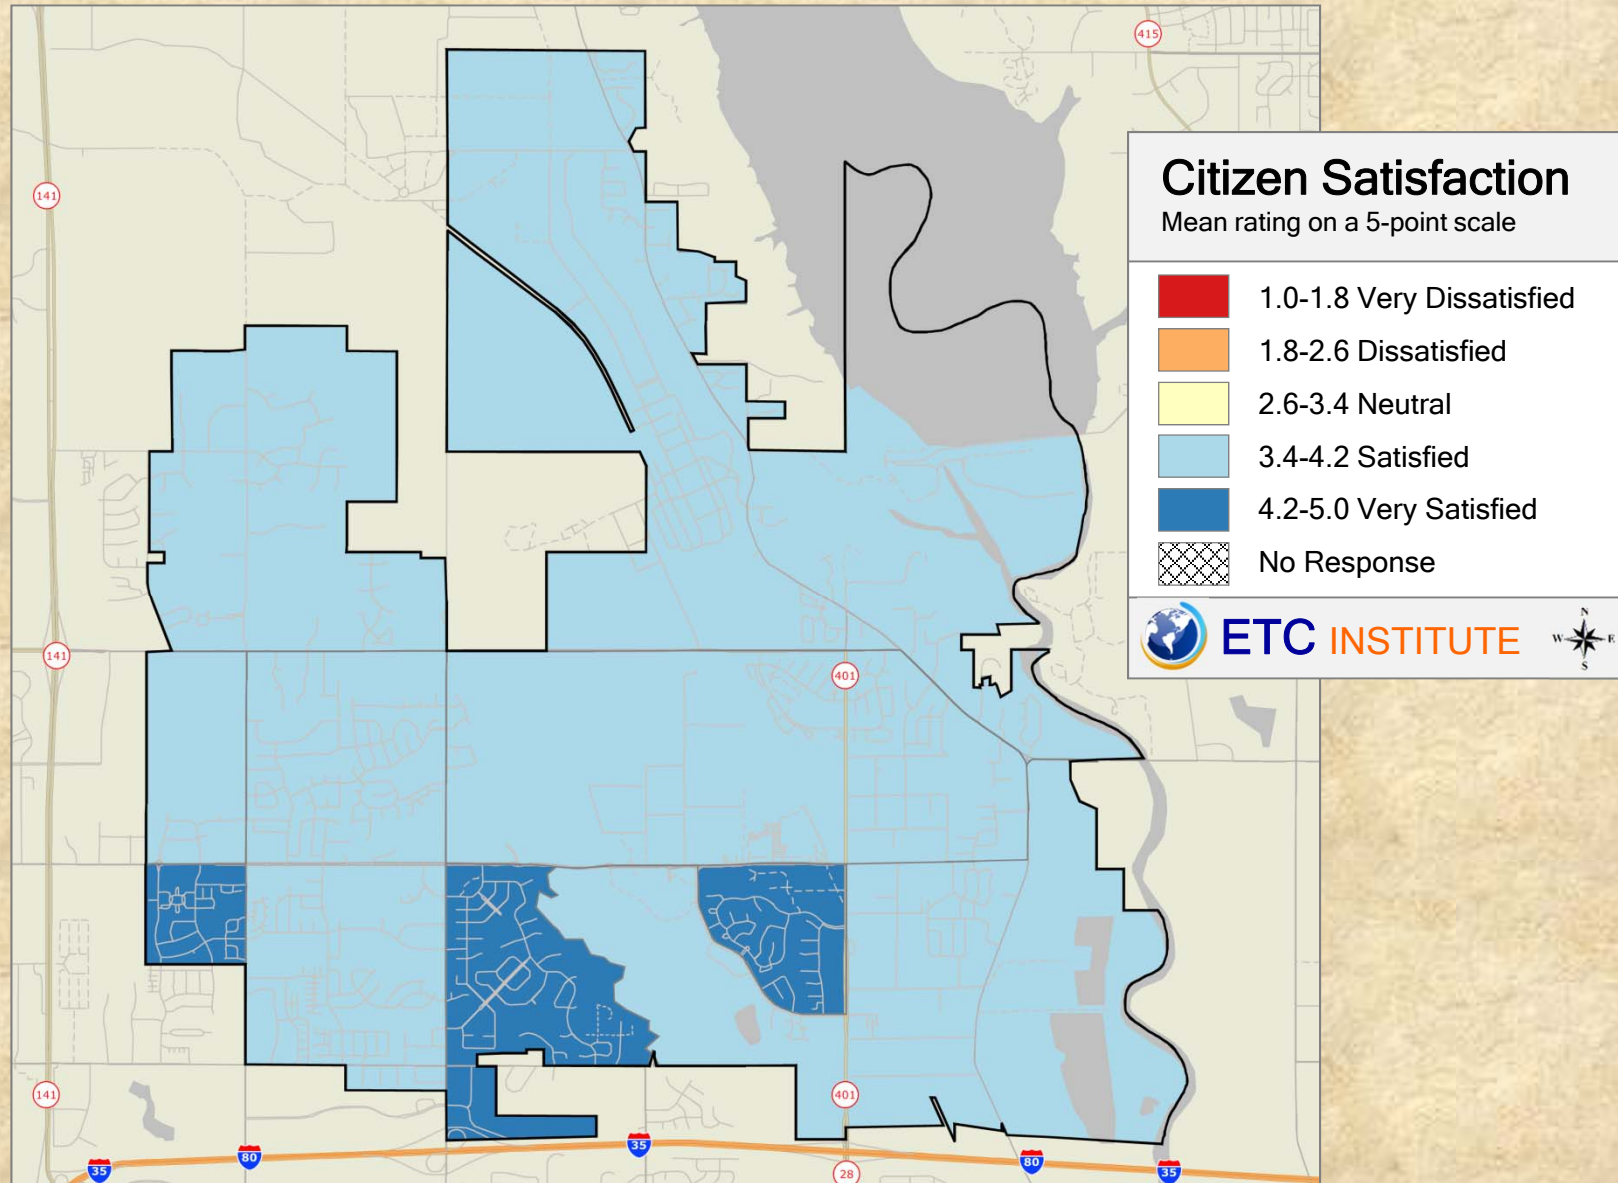 415
141
Citizen Satisfaction
Mean rating on a 5-point scale
1.0-1.8 Very Dissatisfied
1.8-2.6 Dissatisfied
2.6-3.4 Neutral
3.4-4.2 Satisfied
4.2-5.0 Very Satisfied
No Response
ETC INSTITUTE
N
W E
S
141
401
141
401
35
80
35
80
35
28